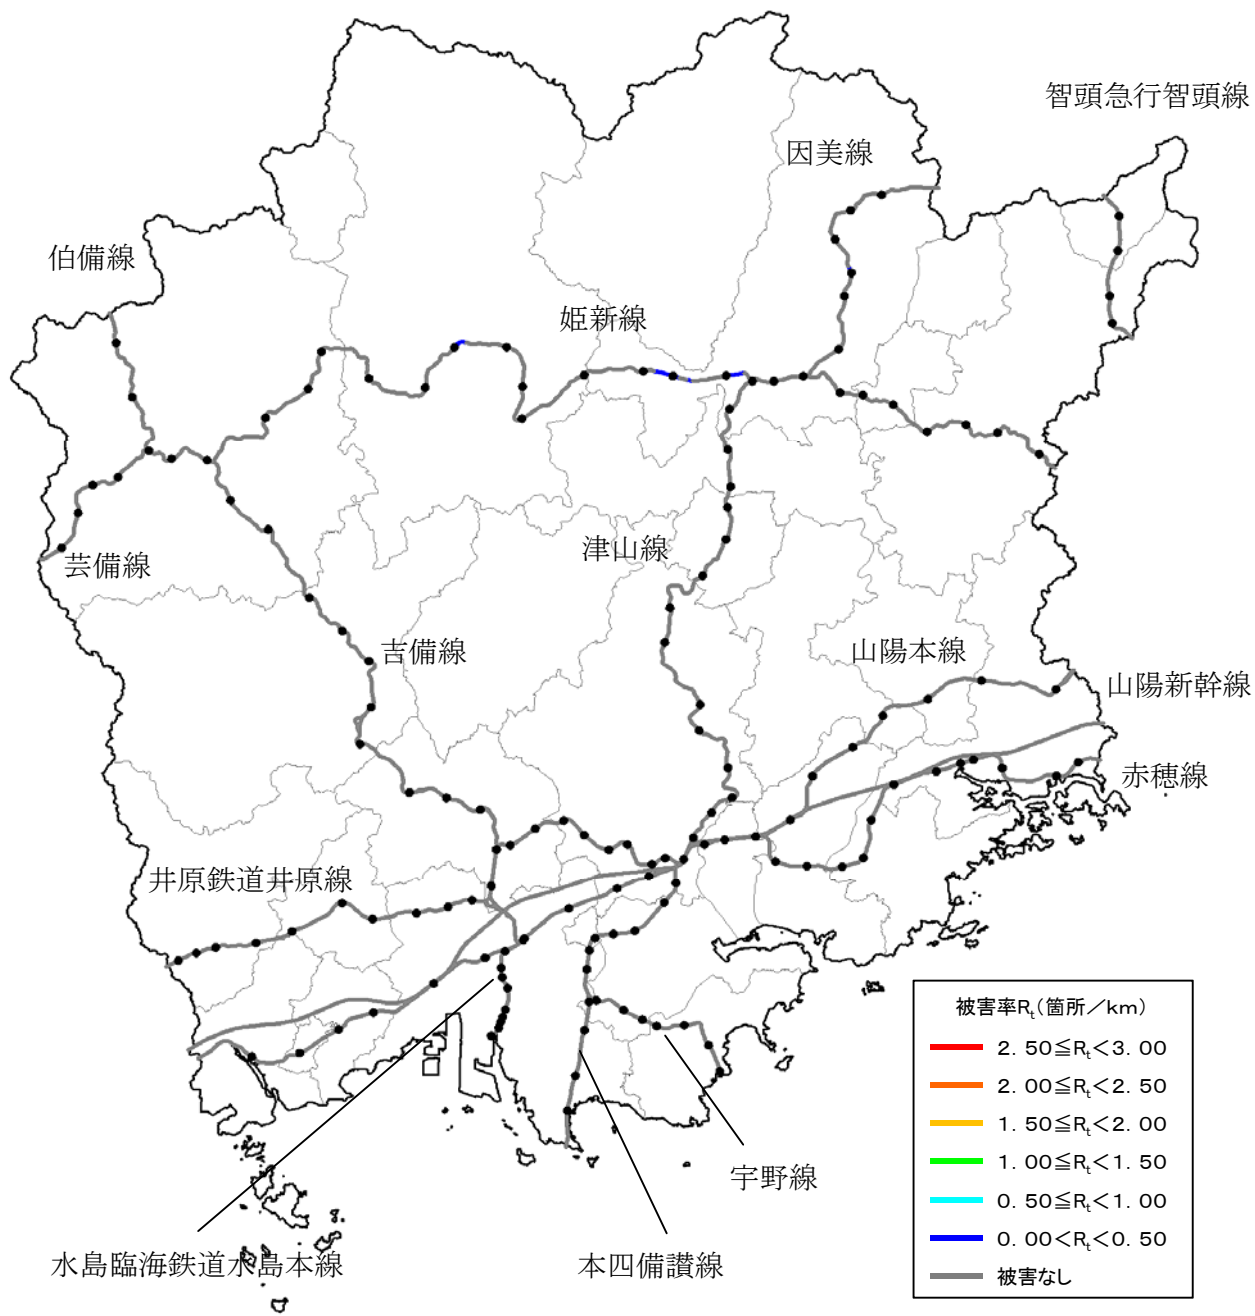 智頭急行智頭線
因美線
伯備線
姫新線
芸備線
津山線
吉備線
山陽本線
山陽新幹線
赤穂線
井原鉄道井原線
宇野線
水島臨海鉄道水島本線
本四備讃線
被害率Rt(箇所/km)
2.50≦Rt<3.00
2.00≦Rt<2.50
1.50≦Rt<2.00
1.00≦Rt<1.50
0.50≦Rt<1.00
0.00<Rt<0.50
被害なし